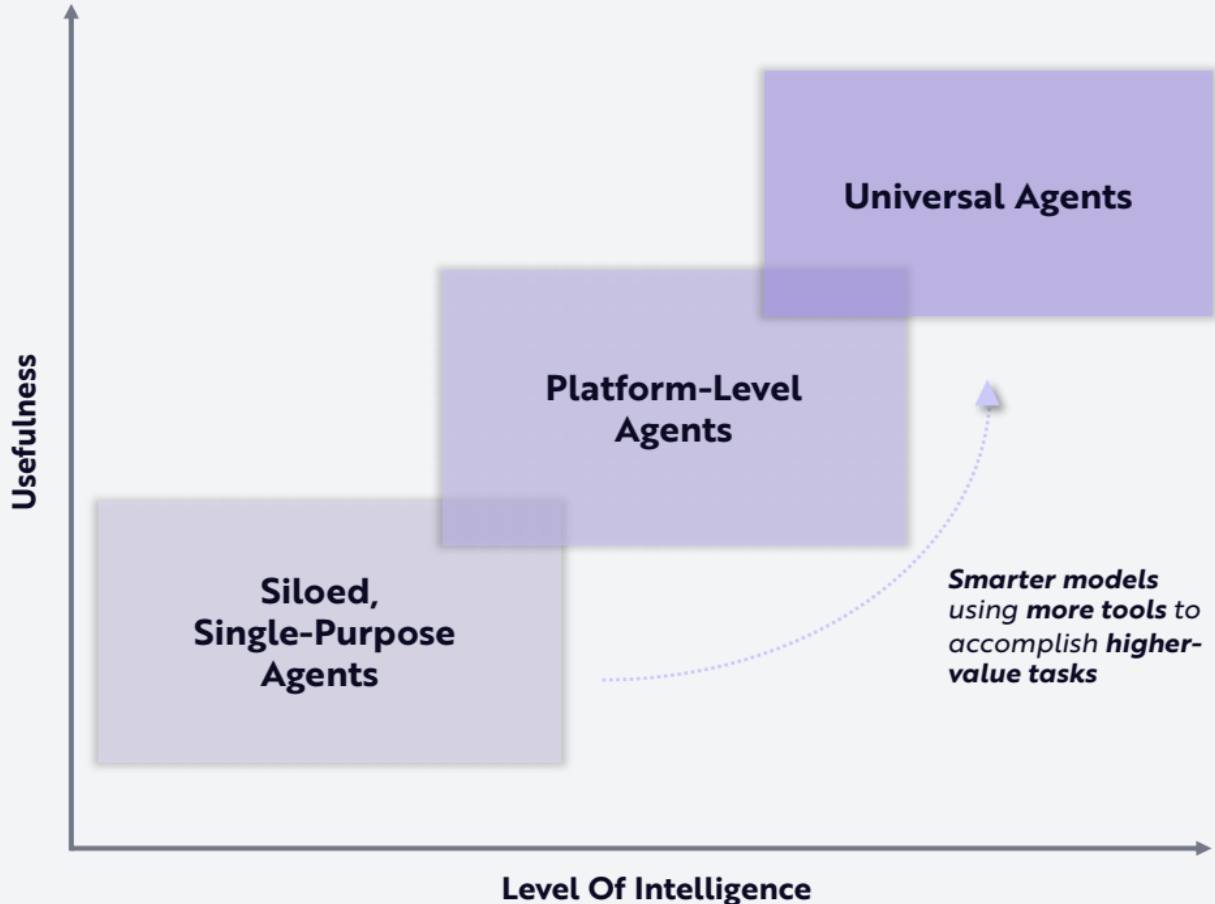 Universal Agents
Platform-Level
Agents
Usefulness
Siloed,
Single-Purpose
Agents
Smarter models
using more tools to
accomplish higher-
value tasks
Level Of Intelligence